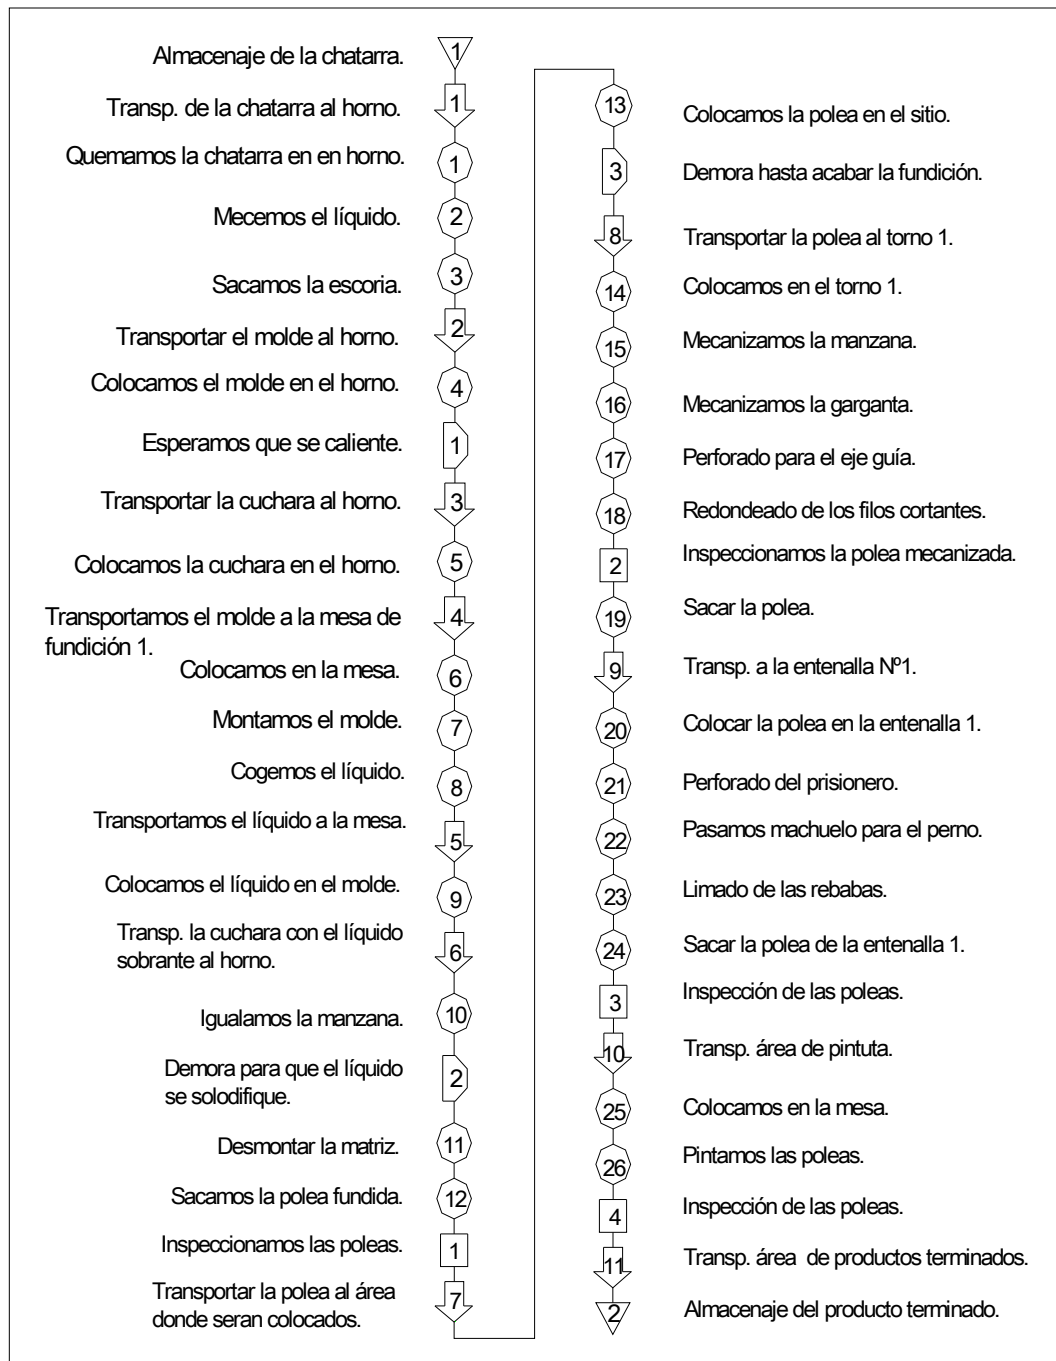 Almacenaje de la chatarra.
1
Transp. de la chatarra al horno.
1
Quemamos la chatarra en en horno.
1
Mecemos el líquido.
2
Sacamos la escoria.
3
Transportar el molde al horno.
2
Colocamos el molde en el horno.
4
Esperamos que se caliente.
1
Transportar la cuchara al horno.
3
Colocamos la cuchara en el horno.
5
Transportamos el molde a la mesa de
fundición 1.
4
Colocamos en la mesa.
6
Montamos el molde.
7
Cogemos el líquido.
8
Transportamos el líquido a la mesa.
5
Colocamos el líquido en el molde.
9
Transp. la cuchara con el líquido
sobrante al horno.
6
Igualamos la manzana.
10
Demora para que el líquido
se solodifique.
2
Desmontar la matriz.
11
Sacamos la polea fundida.
12
Inspeccionamos las poleas.
1
Transportar la polea al área
donde seran colocados.
7
13
Colocamos la polea en el sitio.
3
Demora hasta acabar la fundición.
8
Transportar la polea al torno 1.
14
Colocamos en el torno 1.
15
Mecanizamos la manzana.
16
Mecanizamos la garganta.
17
Perforado para el eje guía.
18
Redondeado de los filos cortantes.
2
Inspeccionamos la polea mecanizada.
19
Sacar la polea.
9
Transp. a la entenalla Nº1.
20
Colocar la polea en la entenalla 1.
21
Perforado del prisionero.
22
Pasamos machuelo para el perno.
23
Limado de las rebabas.
24
Sacar la polea de la entenalla 1.
3
Inspección de las poleas.
10
Transp. área de pintuta.
25
Colocamos en la mesa.
26
Pintamos las poleas.
4
Inspección de las poleas.
11
Transp. área de productos terminados.
2
Almacenaje del producto terminado.